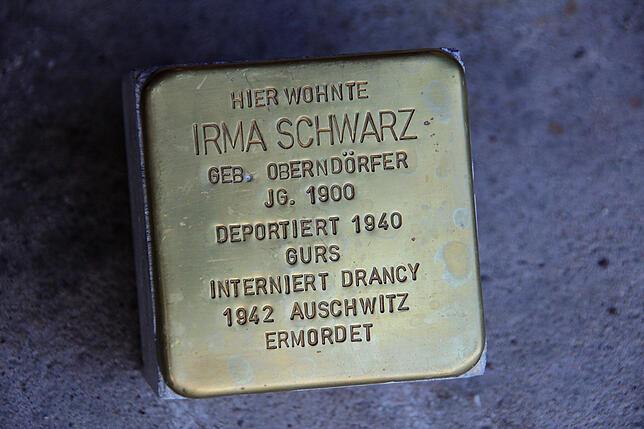 HIER WOHNTE
IRMA SCHWARZ
GEB. OBERNDÖRFER
JG. 1900
DEPORTIERT 1940
GURS
INTERNIERT DRANCY
1942 AUSCHWITZ
ERMORDET